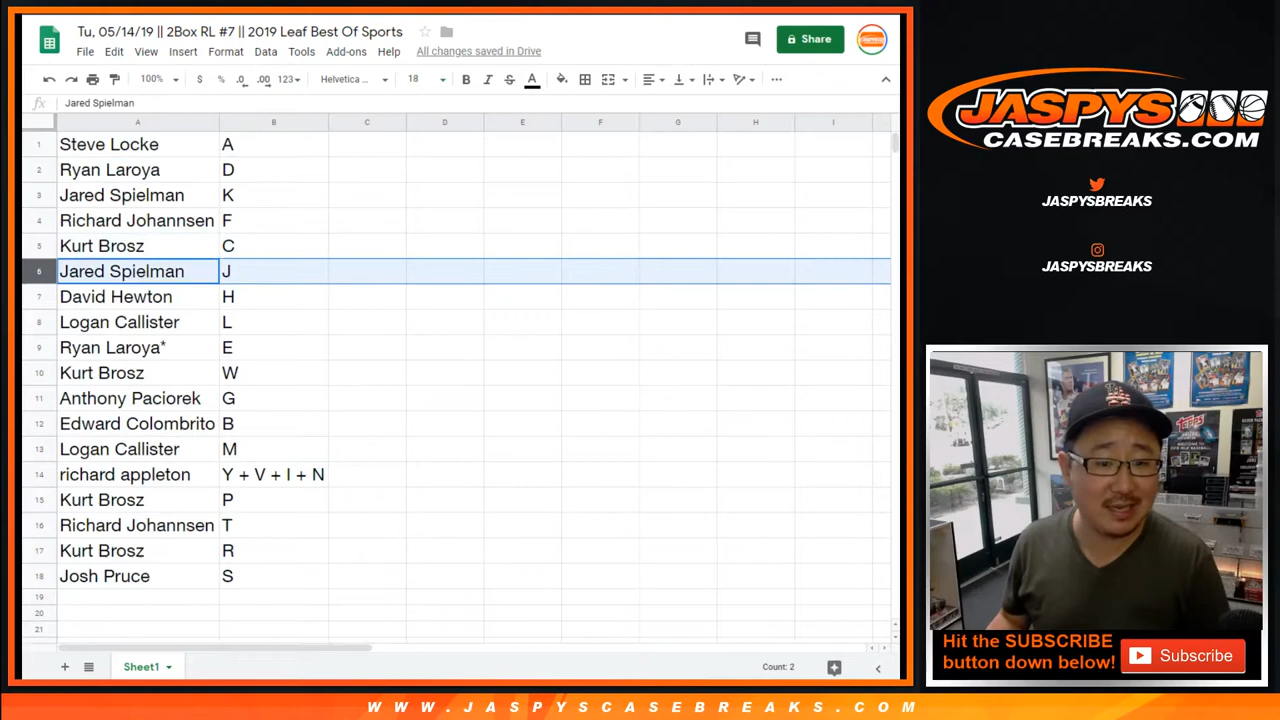 Tu, 05/14/19 || 2Box RL #7 || 2019 Leaf Best Of Sports
File Edit View Insert Format Data Tools Add-ons Help All changes saved in Drive
Share
100% $ % .0 .00 123 Helvetica ... 18 B I S A
fx Jared Spielman
A B C D E F G H I
1 Steve Locke A
2 Ryan Laroya D
3 Jared Spielman K
4 Richard Johannsen F
5 Kurt Brosz C
6 Jared Spielman J
7 David Hewton H
8 Logan Callister L
9 Ryan Laroya* E
10 Kurt Brosz W
11 Anthony Paciorek G
12 Edward Colombrito B
13 Logan Callister M
14 richard appleton Y + V + I + N
15 Kurt Brosz P
16 Richard Johannsen T
17 Kurt Brosz R
18 Josh Pruce S
19
20
21
Sheet1 Count: 2
JASPYS
CASEBREAKS.COM
JASPYSBREAKS
JASPYSBREAKS
TOPPS
Hit the SUBSCRIBE
button down below!
Subscribe
WWW.JASPYSCASEBREAKS.COM